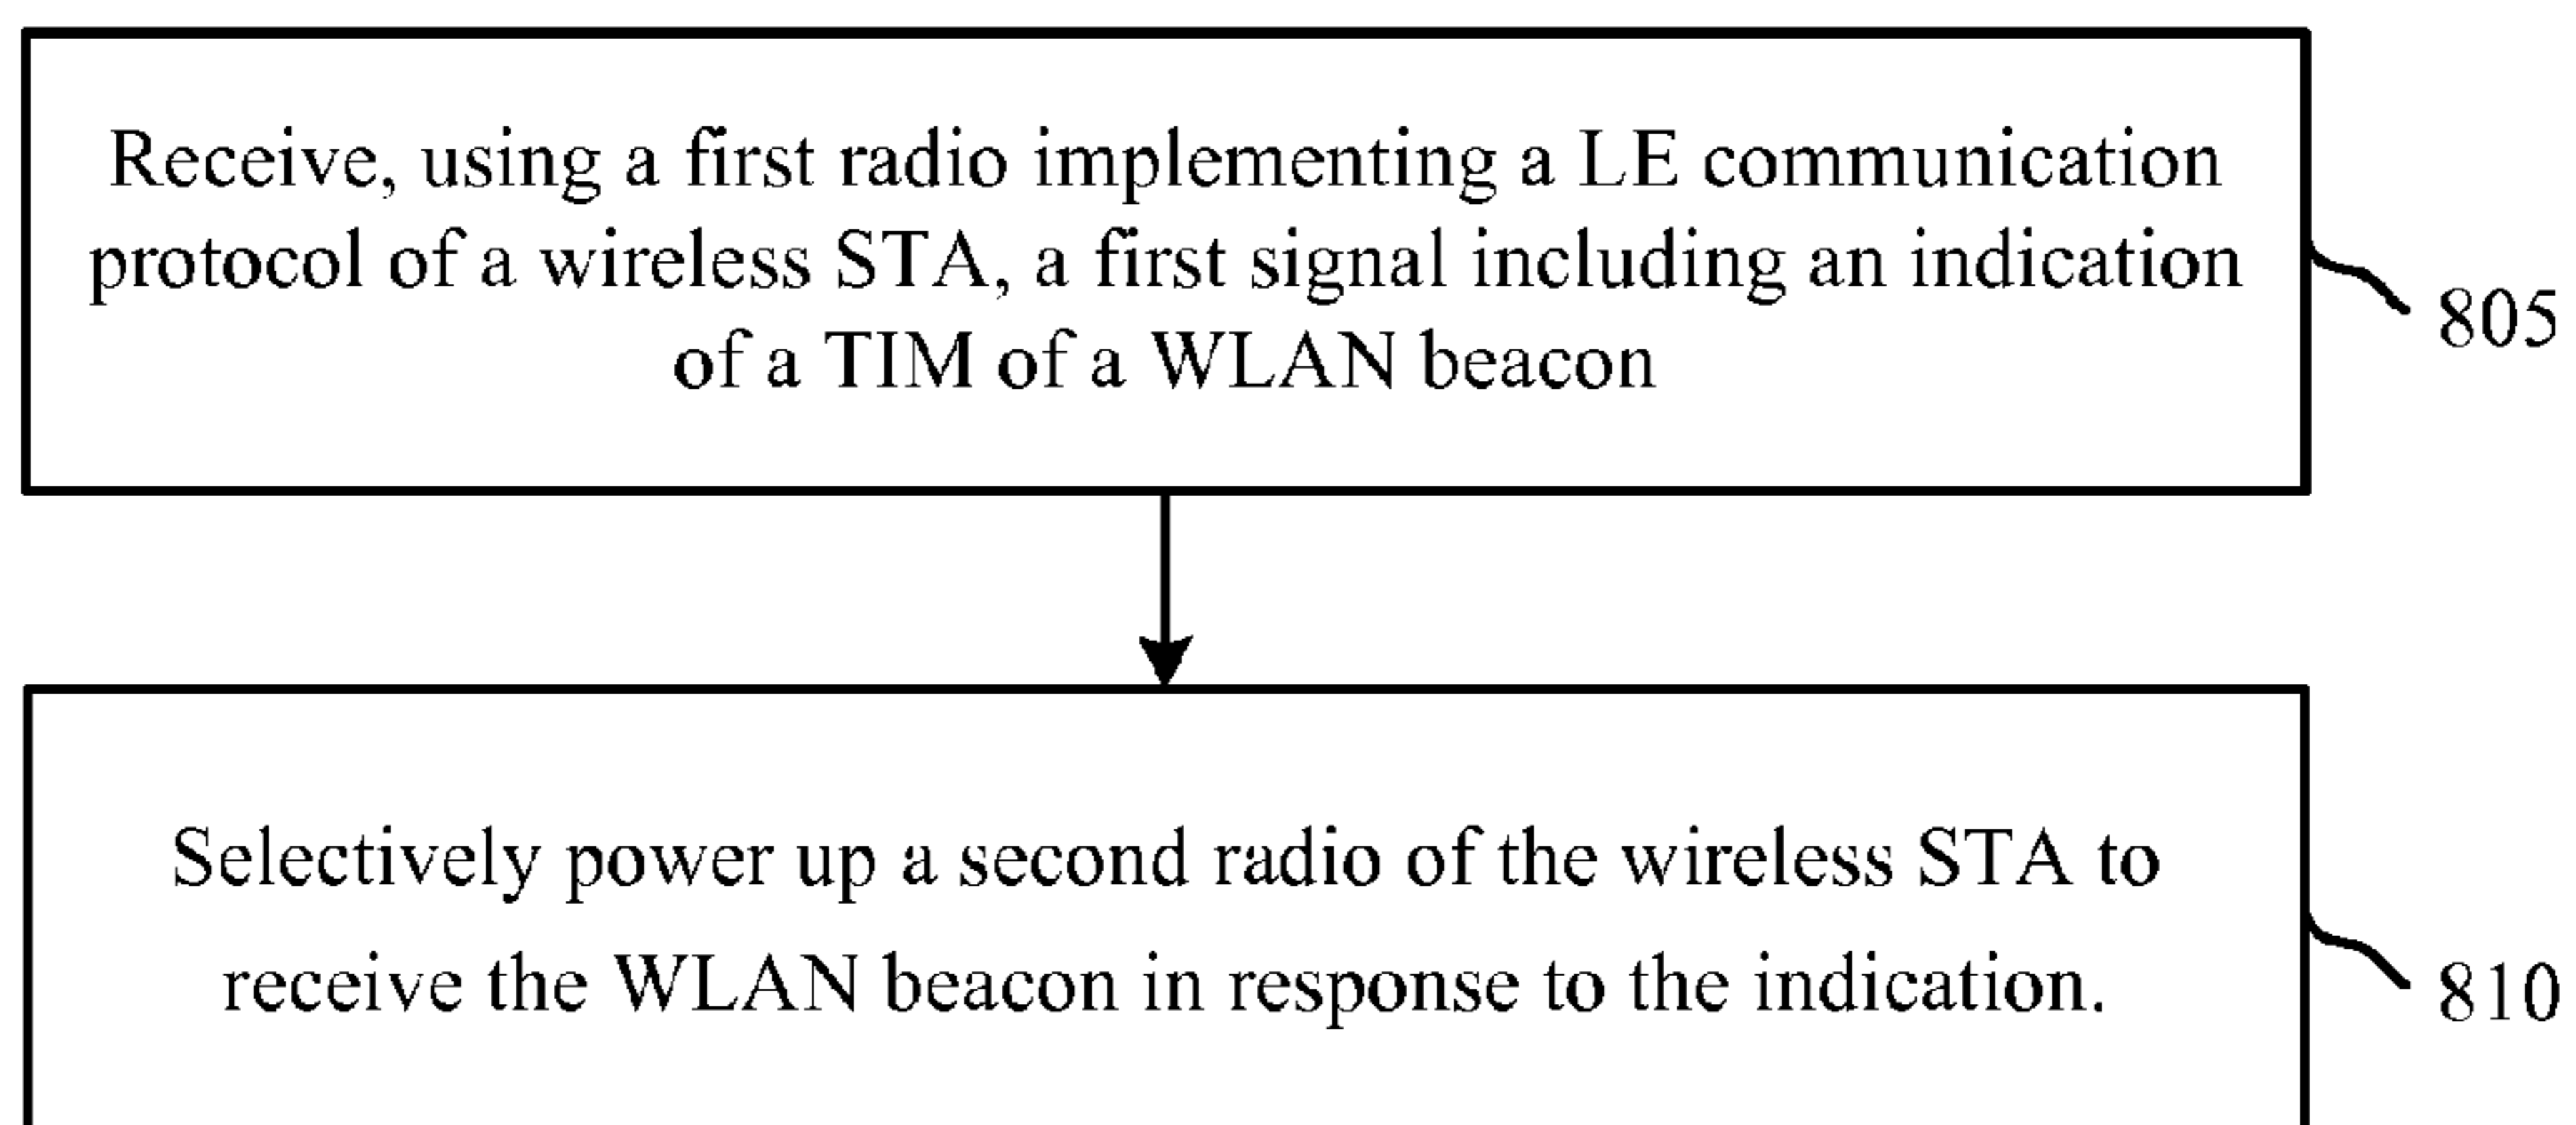 Receive, using a first radio implementing a LE communication
protocol of a wireless STA, a first signal including an indication
of a TIM of a WLAN beacon
805
Selectively power up a second radio of the wireless STA to
receive the WLAN beacon in response to the indication.
810